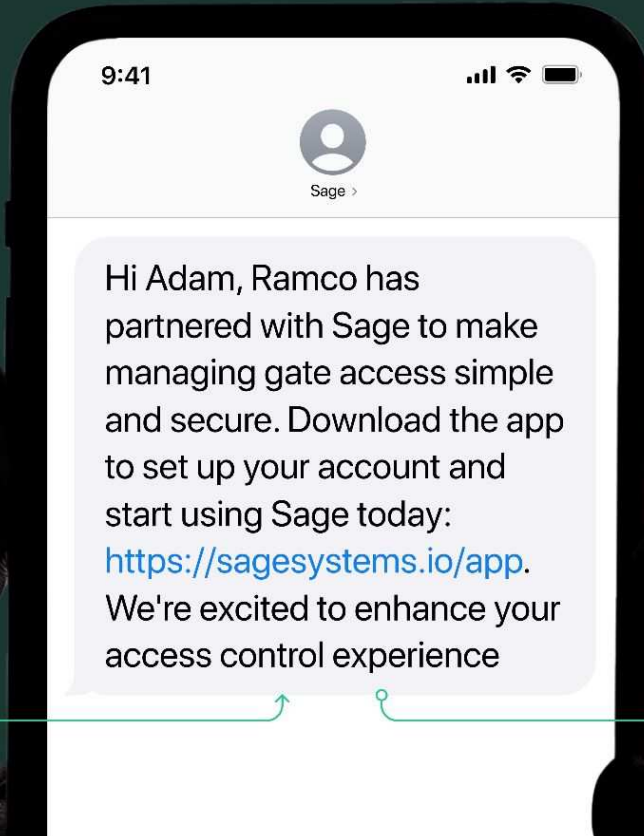 9:41
Sage >
Hi Adam, Ramco has
partnered with Sage to make
managing gate access simple
and secure. Download the app
to set up your account and
start using Sage today:
https://sagesystems.io/app.
We're excited to enhance your
access control experience